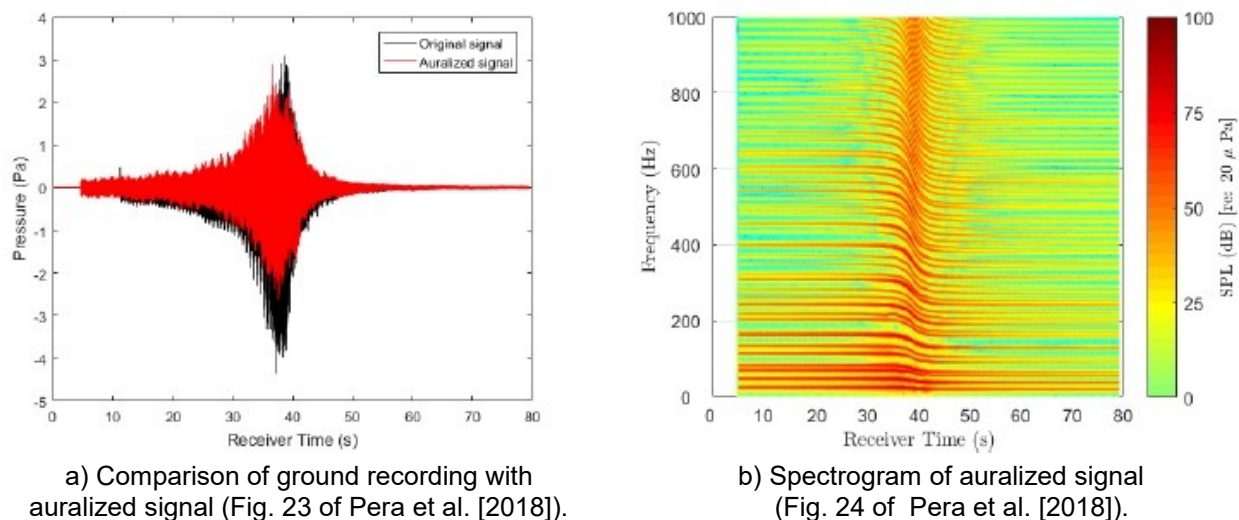 4
3
2
1
0
-1
-2
-3
-4
-5
Pressure (Pa)
Original signal
Auralized signal
0 10 20 30 40 50 60 70 80
Receiver Time (s)
a) Comparison of ground recording with
auralized signal (Fig. 23 of Pera et al. [2018]).
1000
800
600
400
200
0
Frequency (Hz)
0 10 20 30 40 50 60 70 80
Receiver Time (s)
100
75
50
25
0
SPL (dB) [re: 20 μ Pa]
b) Spectrogram of auralized signal
(Fig. 24 of Pera et al. [2018]).